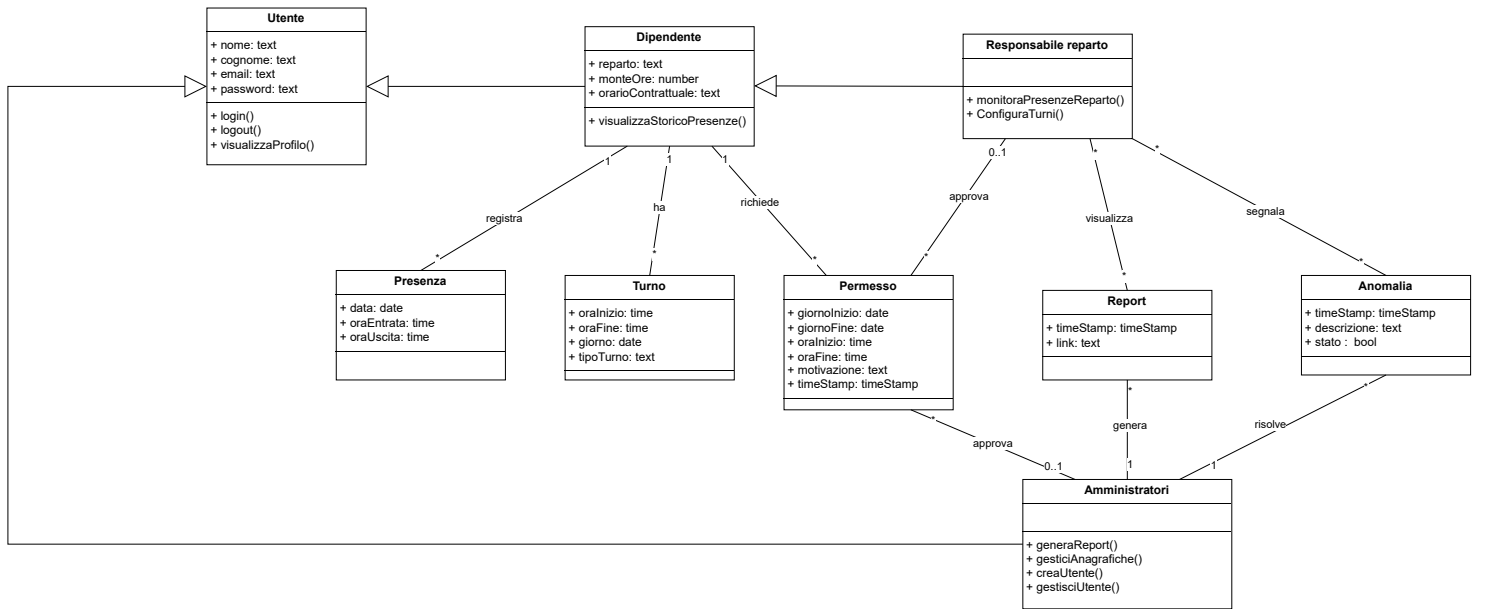 Utente
+ nome: text
+ cognome: text
+ email: text
+ password: text
+ login()
+ logout()
+ visualizzaProfilo()
Dipendente
+ reparto: text
+ monteOre: number
+ orarioContrattuale: text
+ visualizzaStoricoPresenze()
Responsabile reparto
+ monitoraPresenzeReparto()
+ ConfiguraTurni()
1
registra
*
1
ha
*
1
richiede
*
0..1
approva
*
*
visualizza
*
*
segnala
*
Presenza
+ data: date
+ oraEntrata: time
+ oraUscita: time
Turno
+ oraInizio: time
+ oraFine: time
+ giorno: date
+ tipoTurno: text
Permesso
+ giornoInizio: date
+ giornoFine: date
+ oraInizio: time
+ oraFine: time
+ motivazione: text
+ timeStamp: timeStamp
Report
+ timeStamp: timeStamp
+ link: text
Anomalia
+ timeStamp: timeStamp
+ descrizione: text
+ stato :  bool
*
approva
0..1
*
genera
1
*
risolve
1
Amministratori
+ generaReport()
+ gesticiAnagrafiche()
+ creaUtente()
+ gestisciUtente()